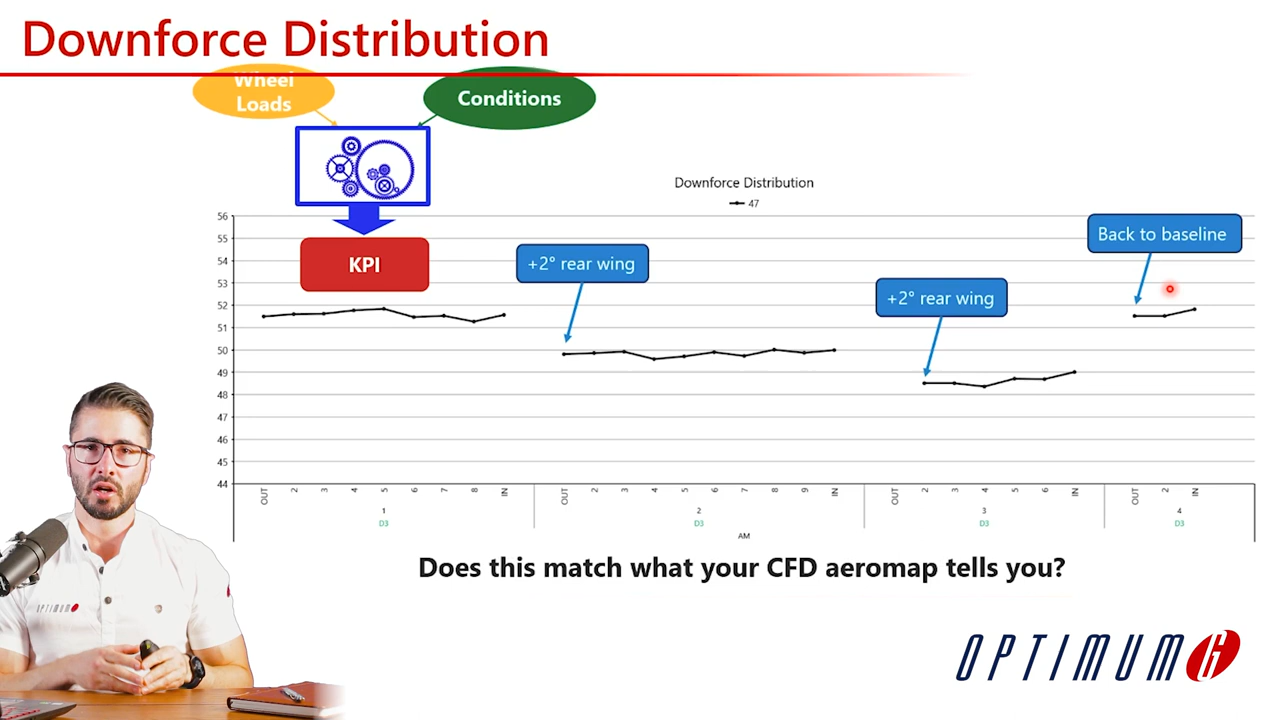 Downforce Distribution
Wheel
Loads
Conditions
KPI
Downforce Distribution
47
56
55
54
53
52
51
50
49
48
47
46
45
44
+2° rear wing
+2° rear wing
Back to baseline
OUT 2 3 4 5 6 7 8 IN OUT 2 3 4 5 6 7 8 9 IN OUT 2 3 4 5 6 IN OUT 2 IN
1 2 3 4
D3 D3 D3 D3
AM
Does this match what your CFD aeromap tells you?
OPTIMUM G
OPTIMUM